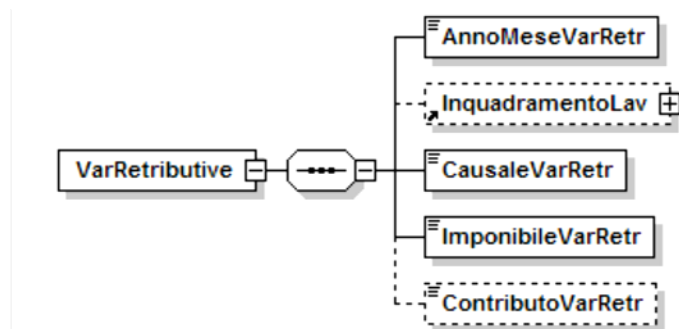 AnnoMeseVarRetr
InquadramentoLav
VarRetributive
CausaleVarRetr
ImponibileVarRetr
ContributoVarRetr